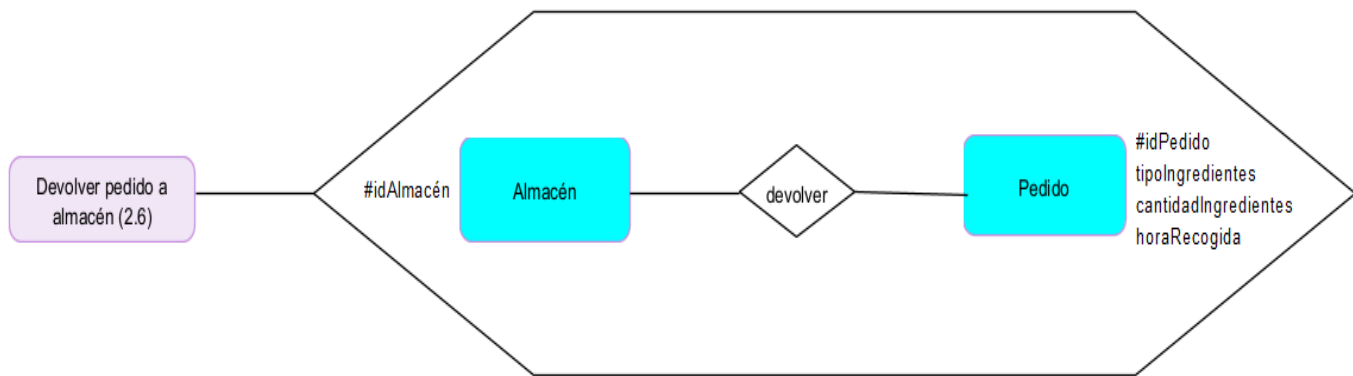 Devolver pedido a
almacén (2.6)
#idAlmacén
Almacén
devolver
Pedido
#idPedido
tipoIngredientes
cantidadIngredientes
horaRecogida